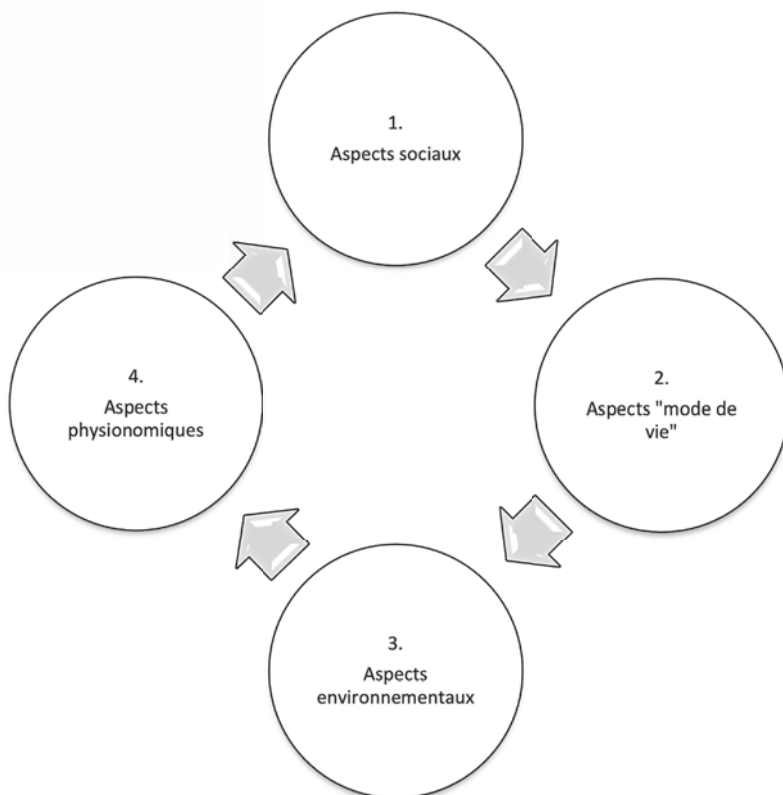 1.
Aspects sociaux
2.
Aspects "mode de
vie"
3.
Aspects
environnementaux
4.
Aspects
physionomiques